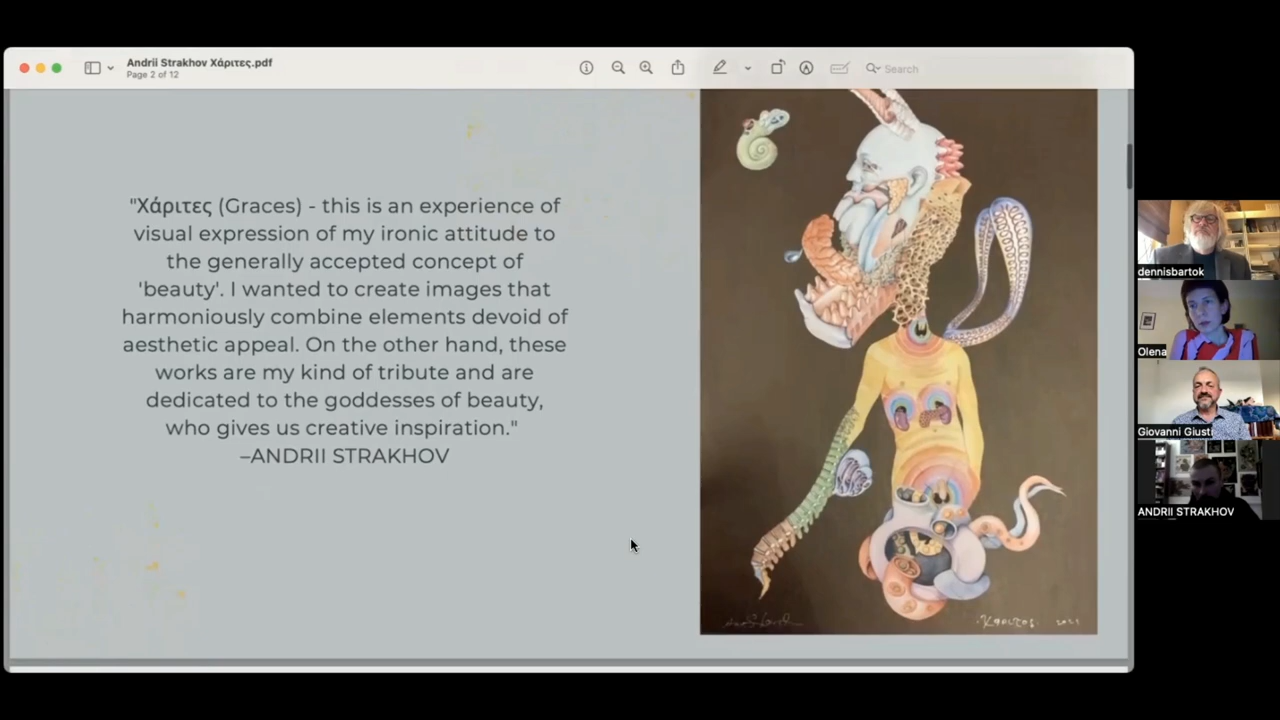 Andrii Strakhov Χάριτες.pdf
Page 2 of 12
Search
"Χάριτες (Graces) - this is an experience of
visual expression of my ironic attitude to
the generally accepted concept of
'beauty'. I wanted to create images that
harmoniously combine elements devoid of
aesthetic appeal. On the other hand, these
works are my kind of tribute and are
dedicated to the goddesses of beauty,
who gives us creative inspiration."
–ANDRII STRAKHOV
2021
dennisbartok
Olena
Giovanni Giusti
ANDRII STRAKHOV